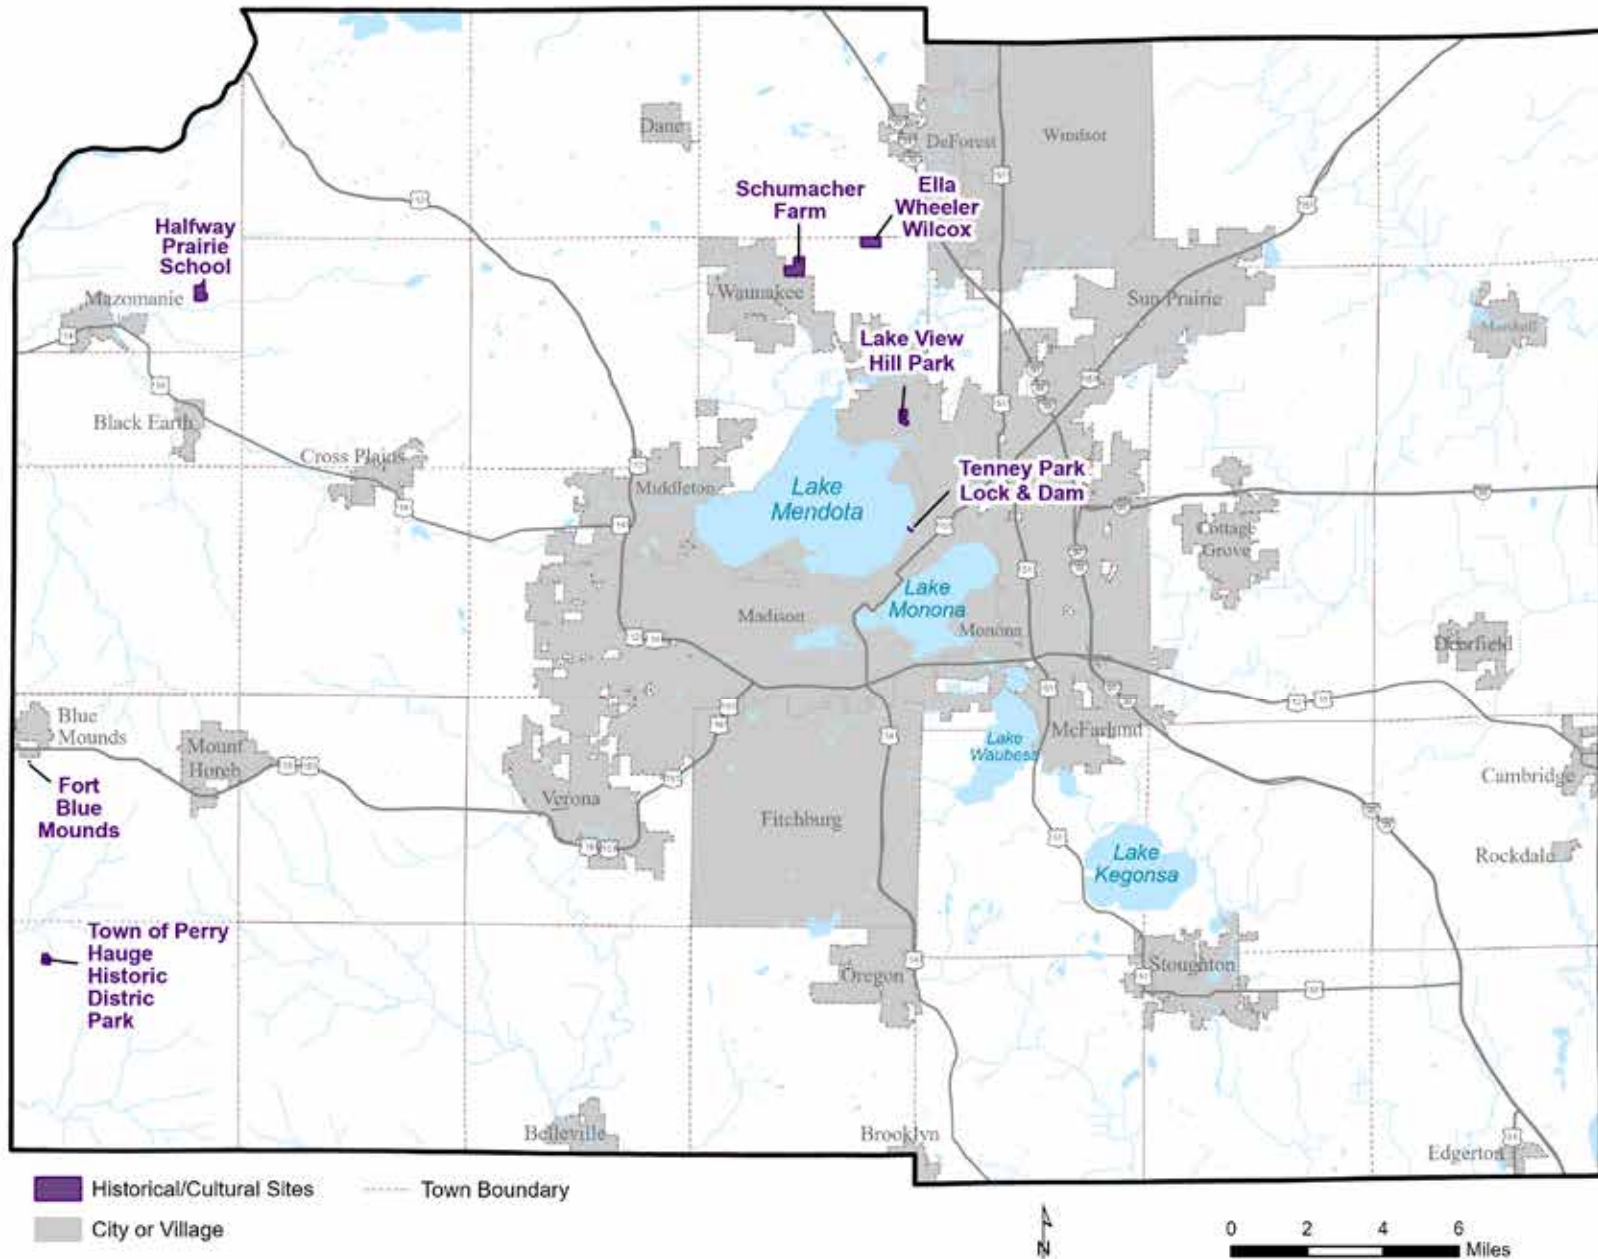 Dane
DeForest
Windsor
Schumacher
Farm
Ella
Wheeler
Wilcox
Halfway
Prairie
School
Mazomanie
Waunakee
Sun Prairie
Marshall
Lake View
Hill Park
Black Earth
Cross Plains
Middleton
Lake
Mendota
Tenney Park
Lock & Dam
Cottage
Grove
Lake
Monona
Madison
Monona
Deerfield
Blue
Mounds
Mount
Horeb
Lake
Waubesa
McFarland
Cambridge
Fort
Blue
Mounds
Verona
Fitchburg
Lake
Kegonsa
Rockdale
Town of Perry
Hauge
Historic
Distric
Park
Oregon
Stoughton
Belleville
Brooklyn
Edgerton
Historical/Cultural Sites
Town Boundary
City or Village
N
0 2 4 6
Miles